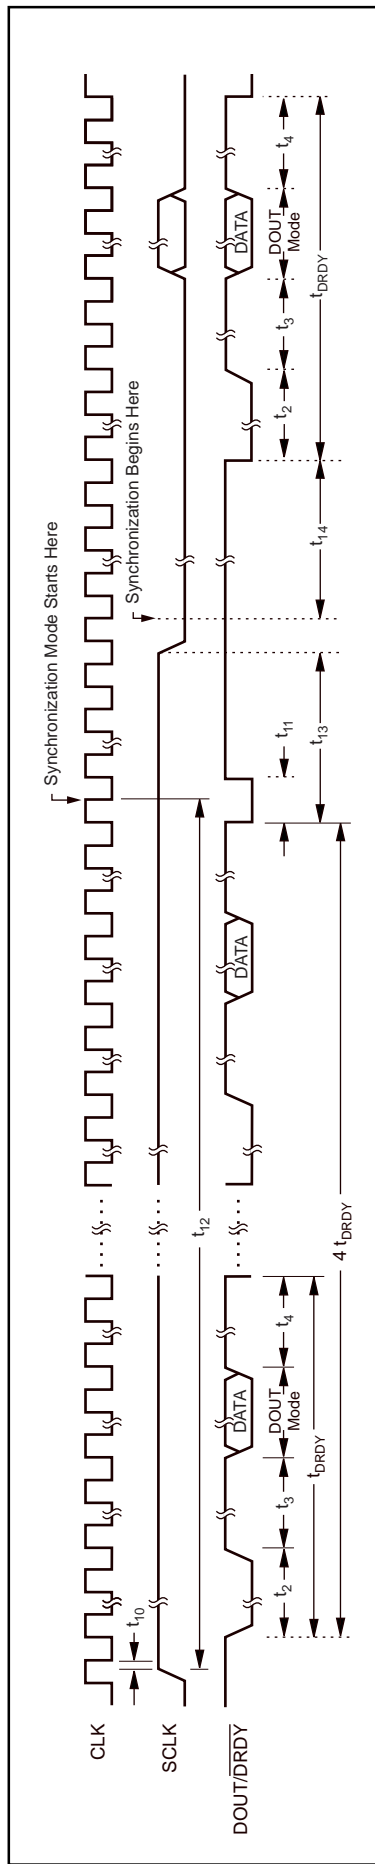 Synchronization Mode Starts Here
Synchronization Begins Here
CLK
t10
SCLK
t12
DOUT/DRDY
DATA
DATA
DATA
t2
t3
DOUT Mode
t4
t11
t13
t14
t2
t3
DOUT Mode
t4
tDRDY
tDRDY
4 tDRDY